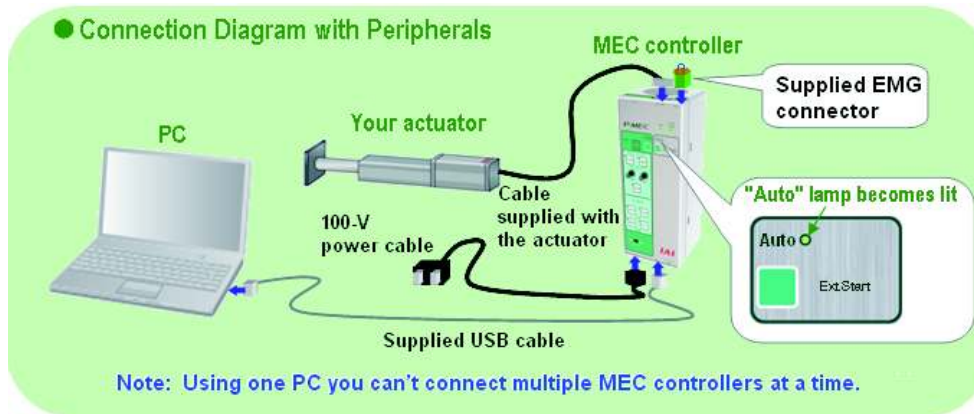 ● Connection Diagram with Peripherals
MEC controller
Supplied EMG
connector
PC
Your actuator
"Auto" lamp becomes lit
Cable
supplied with
the actuator
100-V
power cable
Auto
Ext.Start
IAI
Supplied USB cable
Note: Using one PC you can't connect multiple MEC controllers at a time.